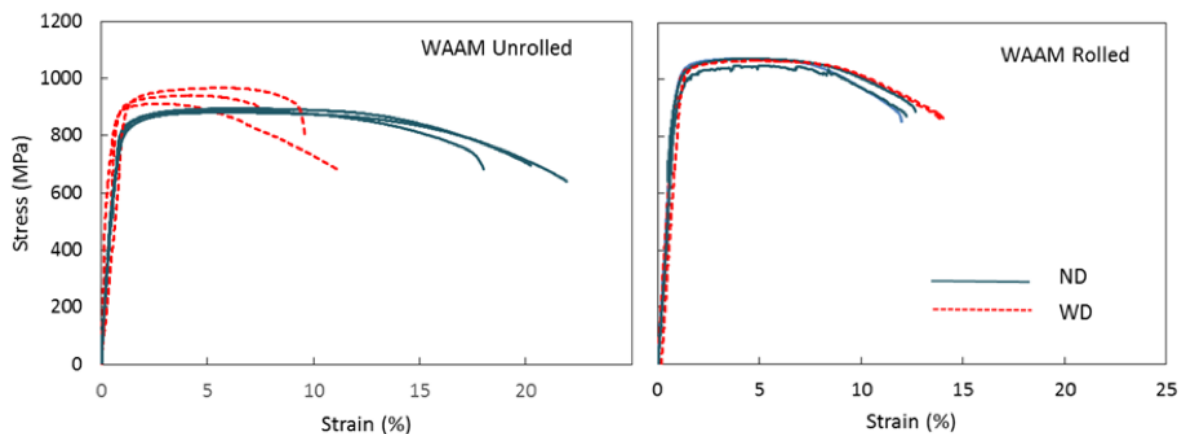 1200
1000
800
600
400
200
0
Stress (MPa)
WAAM Unrolled
0 5 10 15 20
Strain (%)
WAAM Rolled
ND
WD
0 5 10 15 20 25
Strain (%)